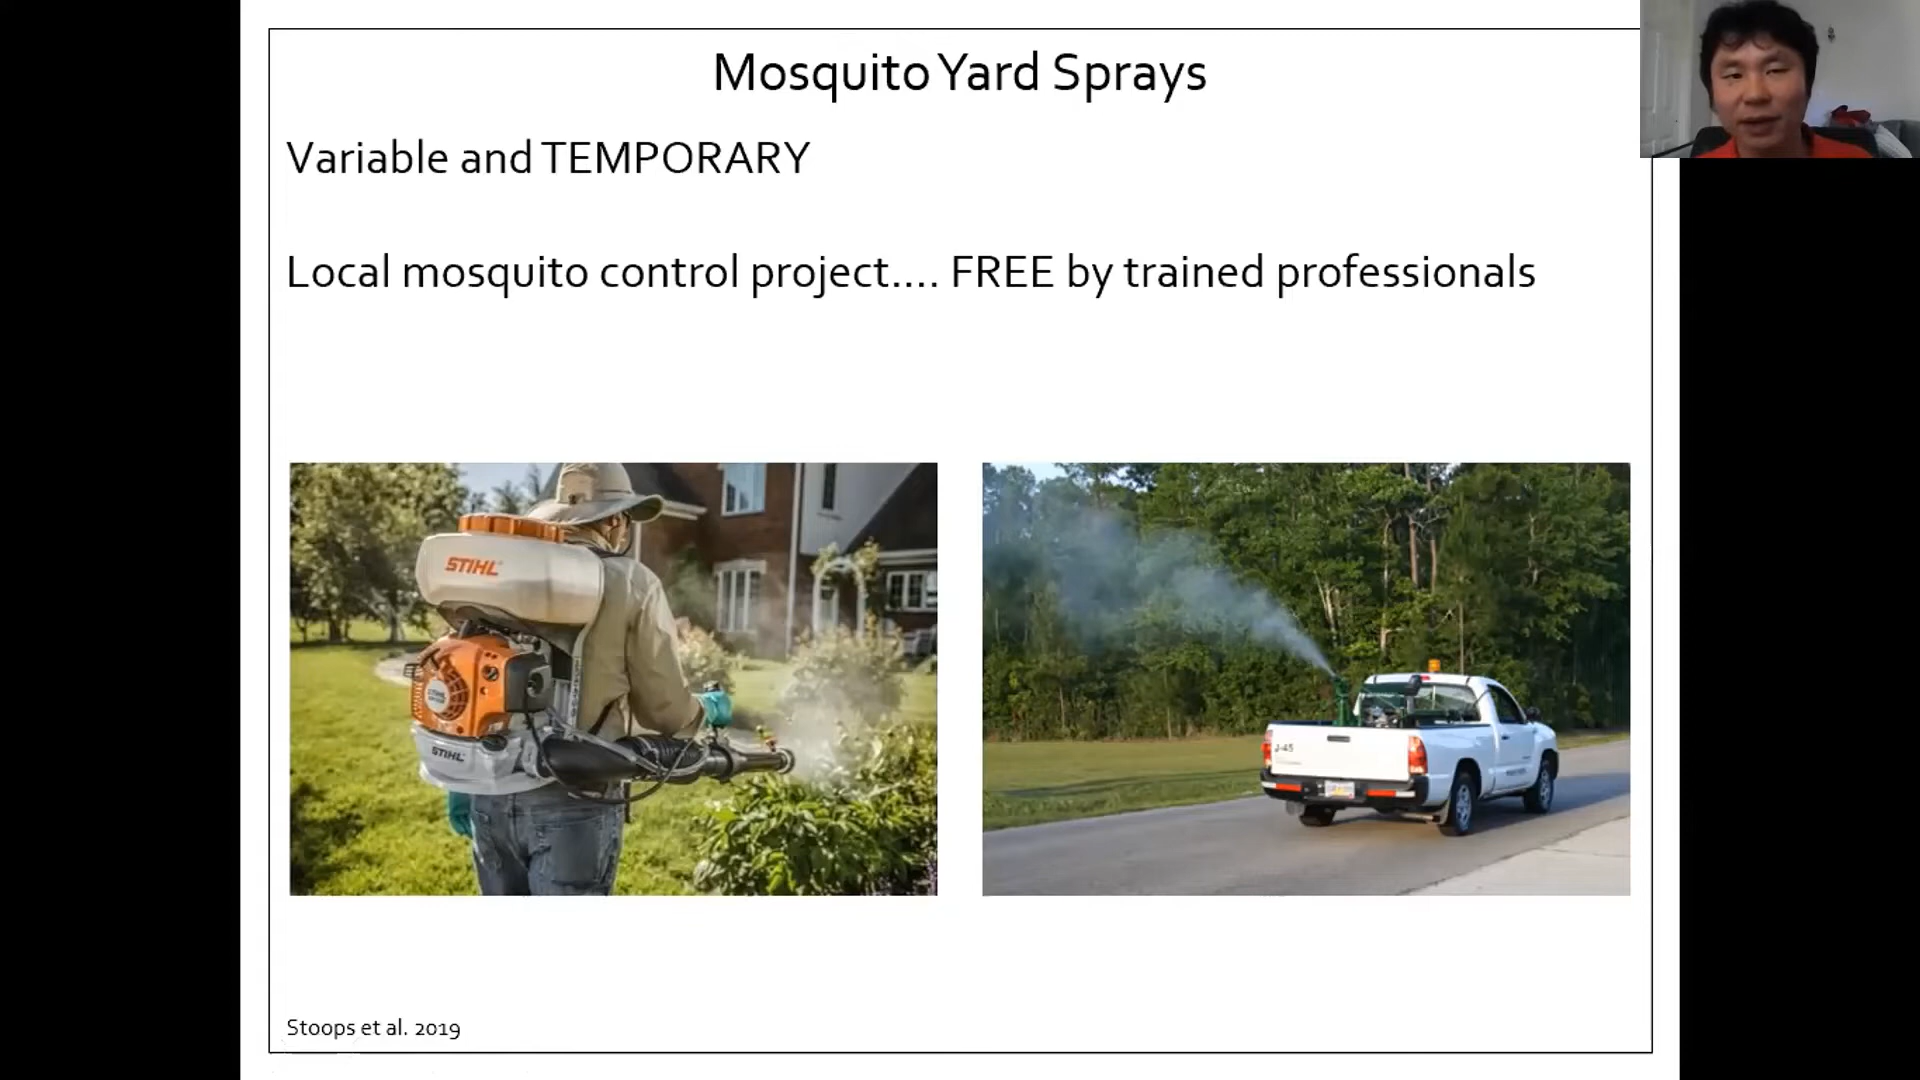 Mosquito Yard Sprays
Variable and TEMPORARY
Local mosquito control project.... FREE by trained professionals
STIHL
STIHL
J-45
Stoops et al. 2019